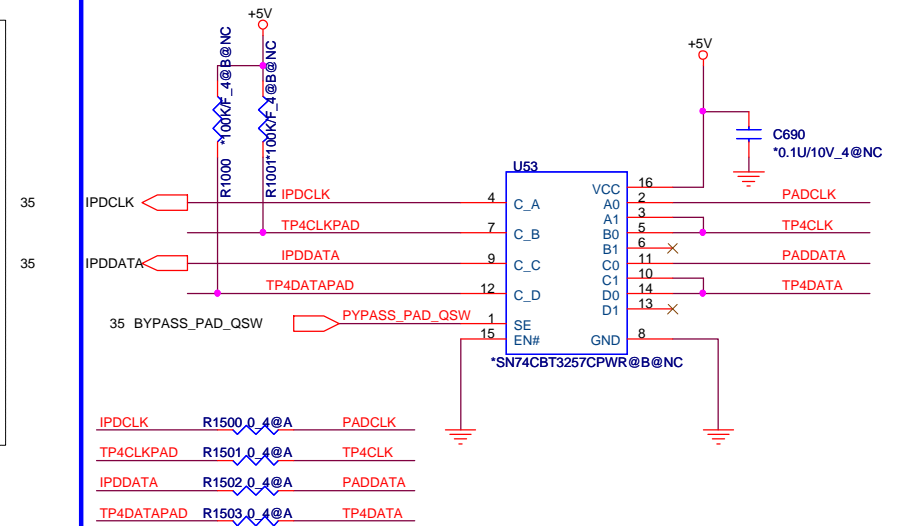 +5V
+5V
R1000 *100K/F_4@B@NC
R1001 *100K/F_4@B@NC
C690
*0.1U/10V_4@NC
U53
35 IPDCLK IPDCLK 4 C_A VCC 16
A0 2 PADCLK
A1 3
TP4CLKPAD 7 C_B B0 5 TP4CLK
B1 6
35 IPDDATA IPDDATA 9 C_C C0 11 PADDATA
C1 10
TP4DATAPAD 12 C_D D0 14 TP4DATA
D1 13
35 BYPASS_PAD_QSW PYPASS_PAD_QSW 1 SE
15 EN# GND 8
*SN74CBT3257CPWR@B@NC
IPDCLK R1500 0_4@A PADCLK
TP4CLKPAD R1501 0_4@A TP4CLK
IPDDATA R1502 0_4@A PADDATA
TP4DATAPAD R1503 0_4@A TP4DATA